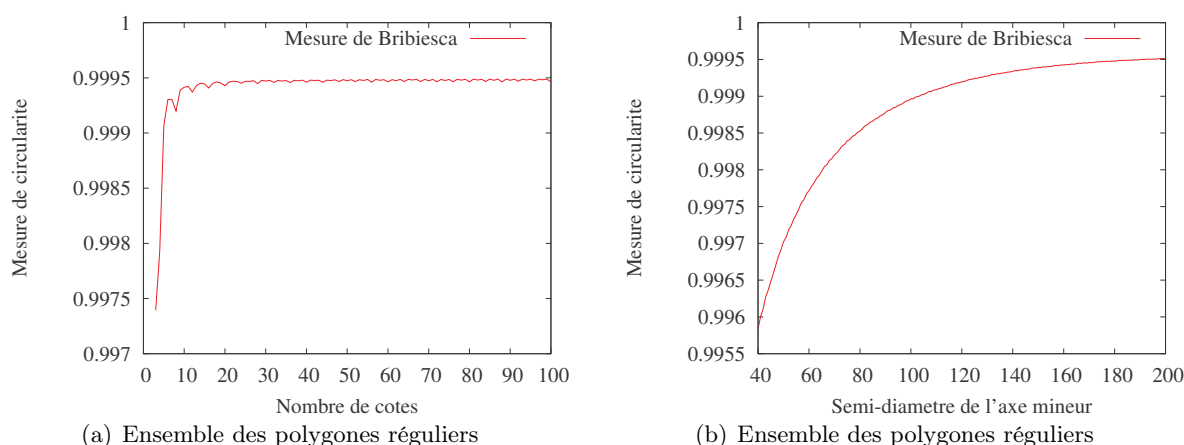 1
0.9995
0.999
0.9985
0.998
0.9975
0.997
0 10 20 30 40 50 60 70 80 90 100
Mesure de circularite
Nombre de cotes
Mesure de Bribiesca
(a) Ensemble des polygones réguliers
1
0.9995
0.999
0.9985
0.998
0.9975
0.997
0.9965
0.996
0.9955
40 60 80 100 120 140 160 180 200
Mesure de circularite
Semi-diametre de l'axe mineur
Mesure de Bribiesca
(b) Ensemble des polygones réguliers